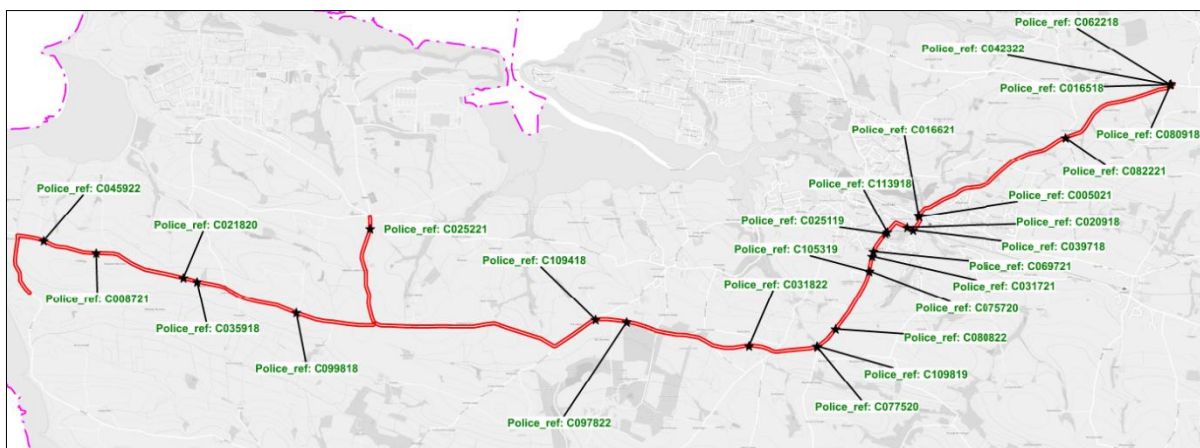 Police_ref: C062218
Police_ref: C042322
Police_ref: C016518
Police_ref: C016621
Police_ref: C080918
Police_ref: C082221
Police_ref: C113918
Police_ref: C045922
Police_ref: C005021
Police_ref: C021820
Police_ref: C025221
Police_ref: C025119
Police_ref: C020918
Police_ref: C039718
Police_ref: C105319
Police_ref: C109418
Police_ref: C069721
Police_ref: C031822
Police_ref: C031721
Police_ref: C008721
Police_ref: C075720
Police_ref: C035918
Police_ref: C080822
Police_ref: C099818
Police_ref: C109819
Police_ref: C077520
Police_ref: C097822